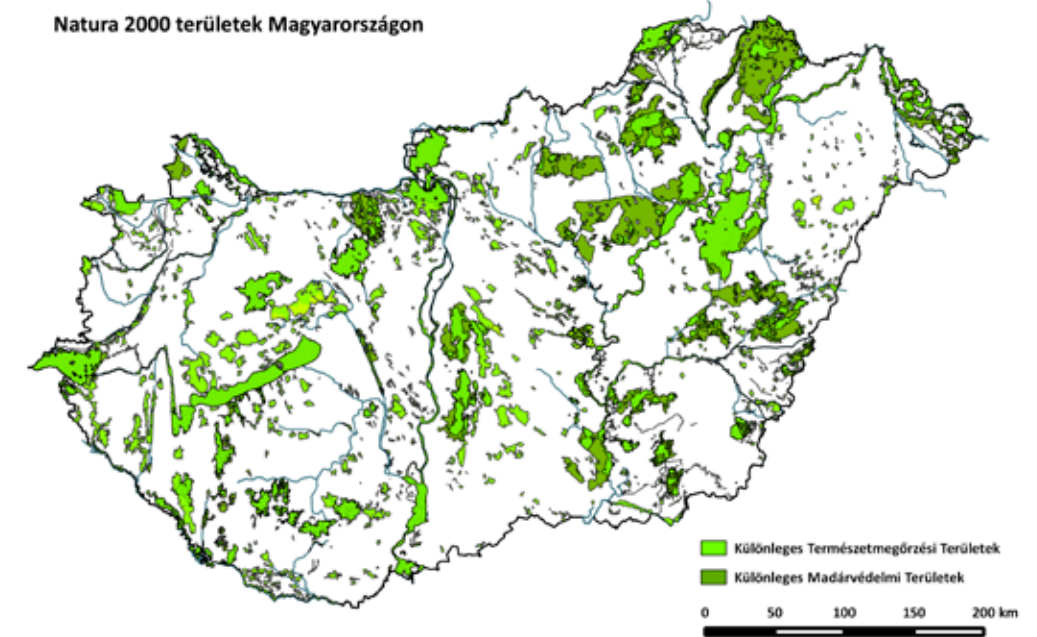 Natura 2000 területek Magyarországon
Különleges Természetmegőrzési Területek
Különleges Madárvédelmi Területek
0 50 100 150 200 km